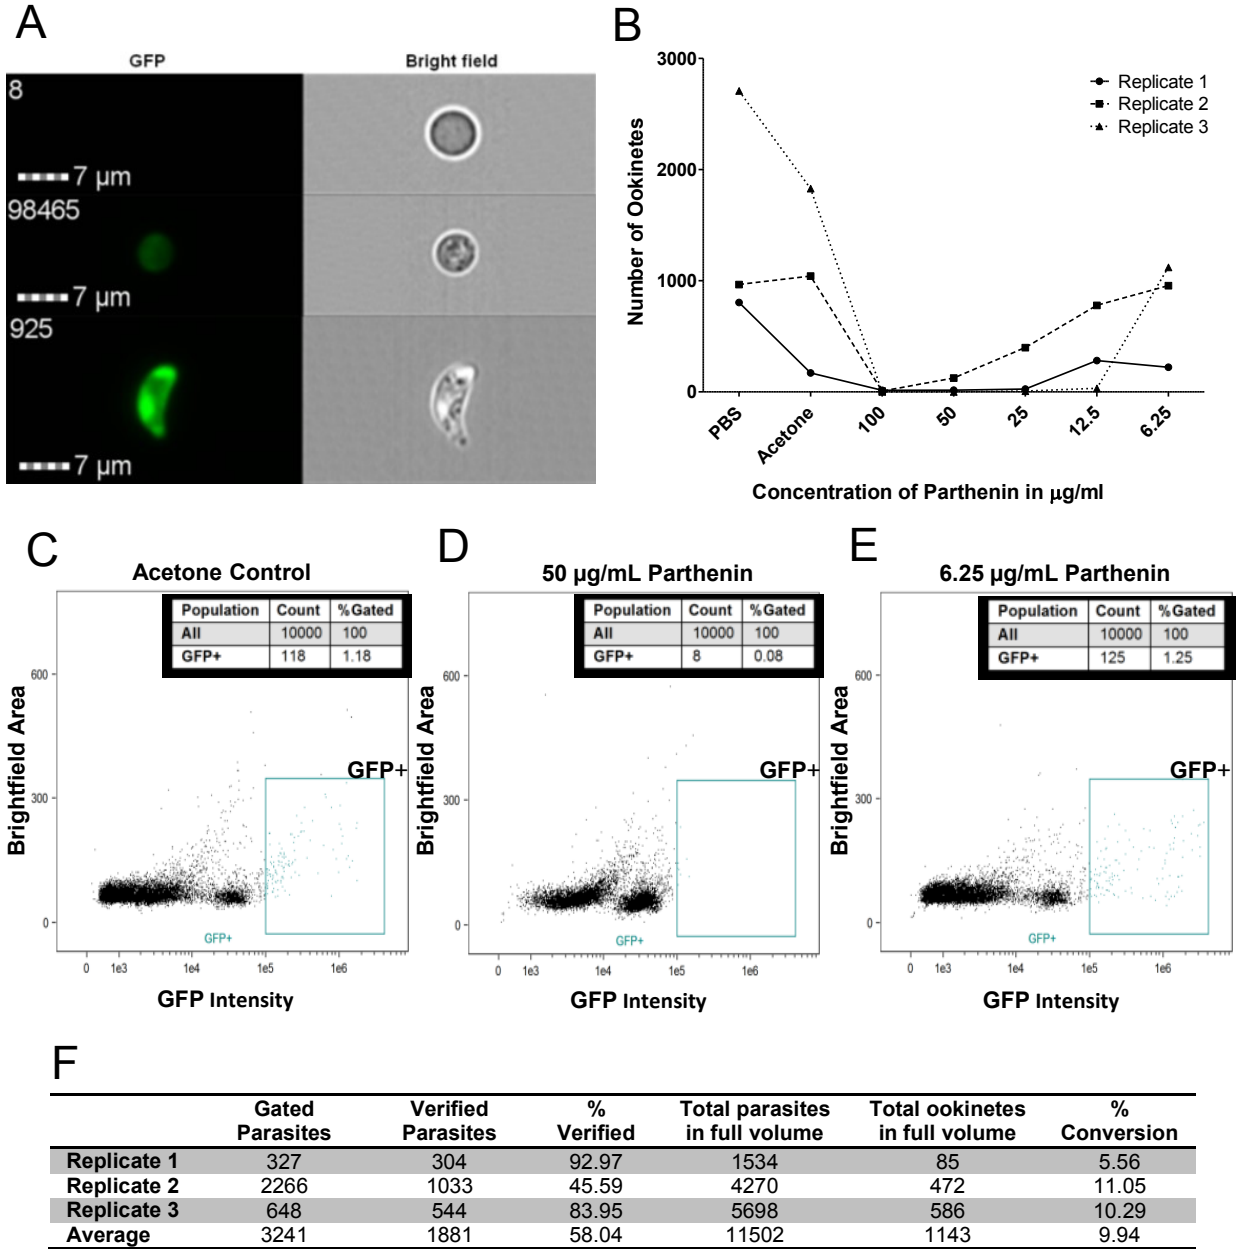 A
GFP Bright field
8
7 µm
98465
7 µm
925
7 µm
B
3000
2000
1000
0
Number of Ookinetes
Replicate 1
Replicate 2
Replicate 3
PBS Acetone 100 50 25 12.5 6.25
Concentration of Parthenin in µg/ml
C
Acetone Control
Population Count %Gated
All 10000 100
GFP+ 118 1.18
600
300
0
Brightfield Area
GFP+
GFP+
0 1e3 1e4 1e5 1e6
GFP Intensity
D
50 µg/mL Parthenin
Population Count %Gated
All 10000 100
GFP+ 8 0.08
600
300
0
Brightfield Area
GFP+
GFP+
0 1e3 1e4 1e5 1e6
GFP Intensity
E
6.25 µg/mL Parthenin
Population Count %Gated
All 10000 100
GFP+ 125 1.25
600
300
0
Brightfield Area
GFP+
GFP+
0 1e3 1e4 1e5 1e6
GFP Intensity
F
Gated Verified % Total parasites Total ookinetes %
Parasites Parasites Verified in full volume in full volume Conversion
Replicate 1 327 304 92.97 1534 85 5.56
Replicate 2 2266 1033 45.59 4270 472 11.05
Replicate 3 648 544 83.95 5698 586 10.29
Average 3241 1881 58.04 11502 1143 9.94